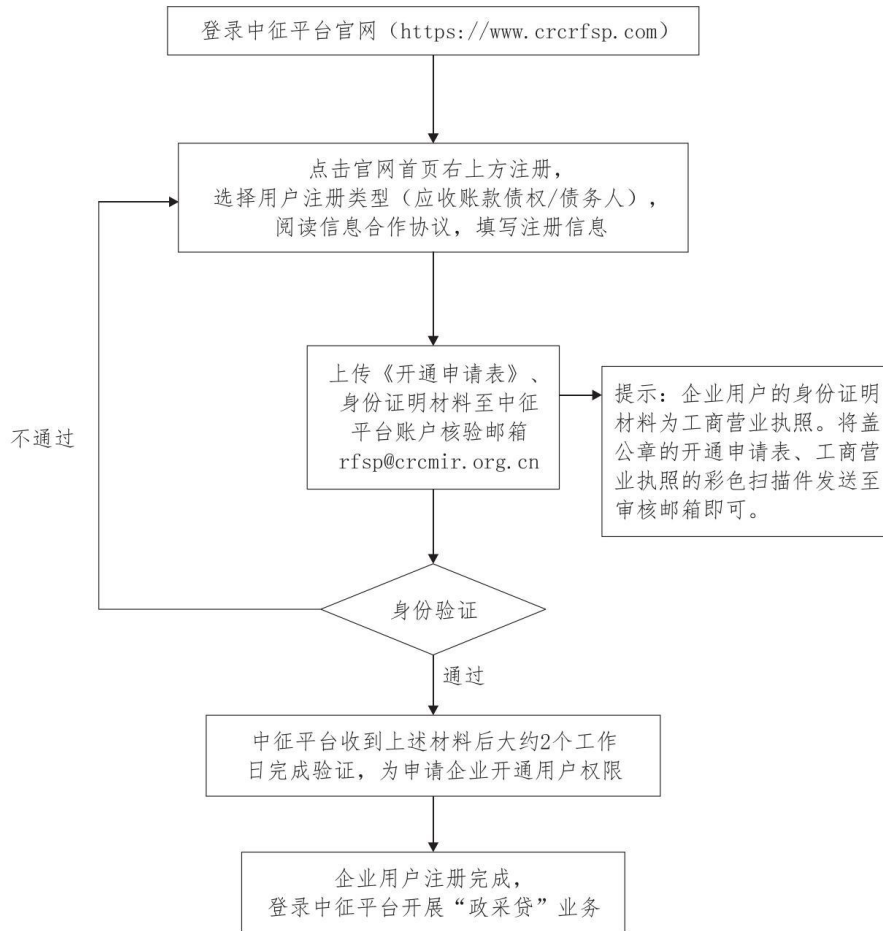 登录中征平台官网（https://www.crcrfsp.com）
点击官网首页右上方注册，
选择用户注册类型（应收账款债权/债务人），
阅读信息合作协议，填写注册信息
上传《开通申请表》、
身份证明材料至中征
平台账户核验邮箱
rfsp@crcmir.org.cn
提示：企业用户的身份证明
材料为工商营业执照。将盖
公章的开通申请表、工商营
业执照的彩色扫描件发送至
审核邮箱即可。
不通过
身份验证
通过
中征平台收到上述材料后大约2个工作
日完成验证，为申请企业开通用户权限
企业用户注册完成，
登录中征平台开展“政采贷”业务